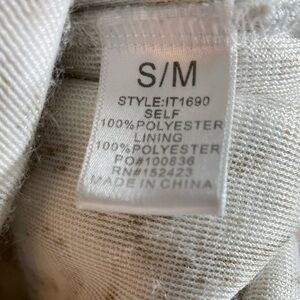 S/M
STYLE:IT1690
SELF
100%POLYESTER
LINING
100%POLYESTER
PO#100836
RN#152423
MADE IN CHINA